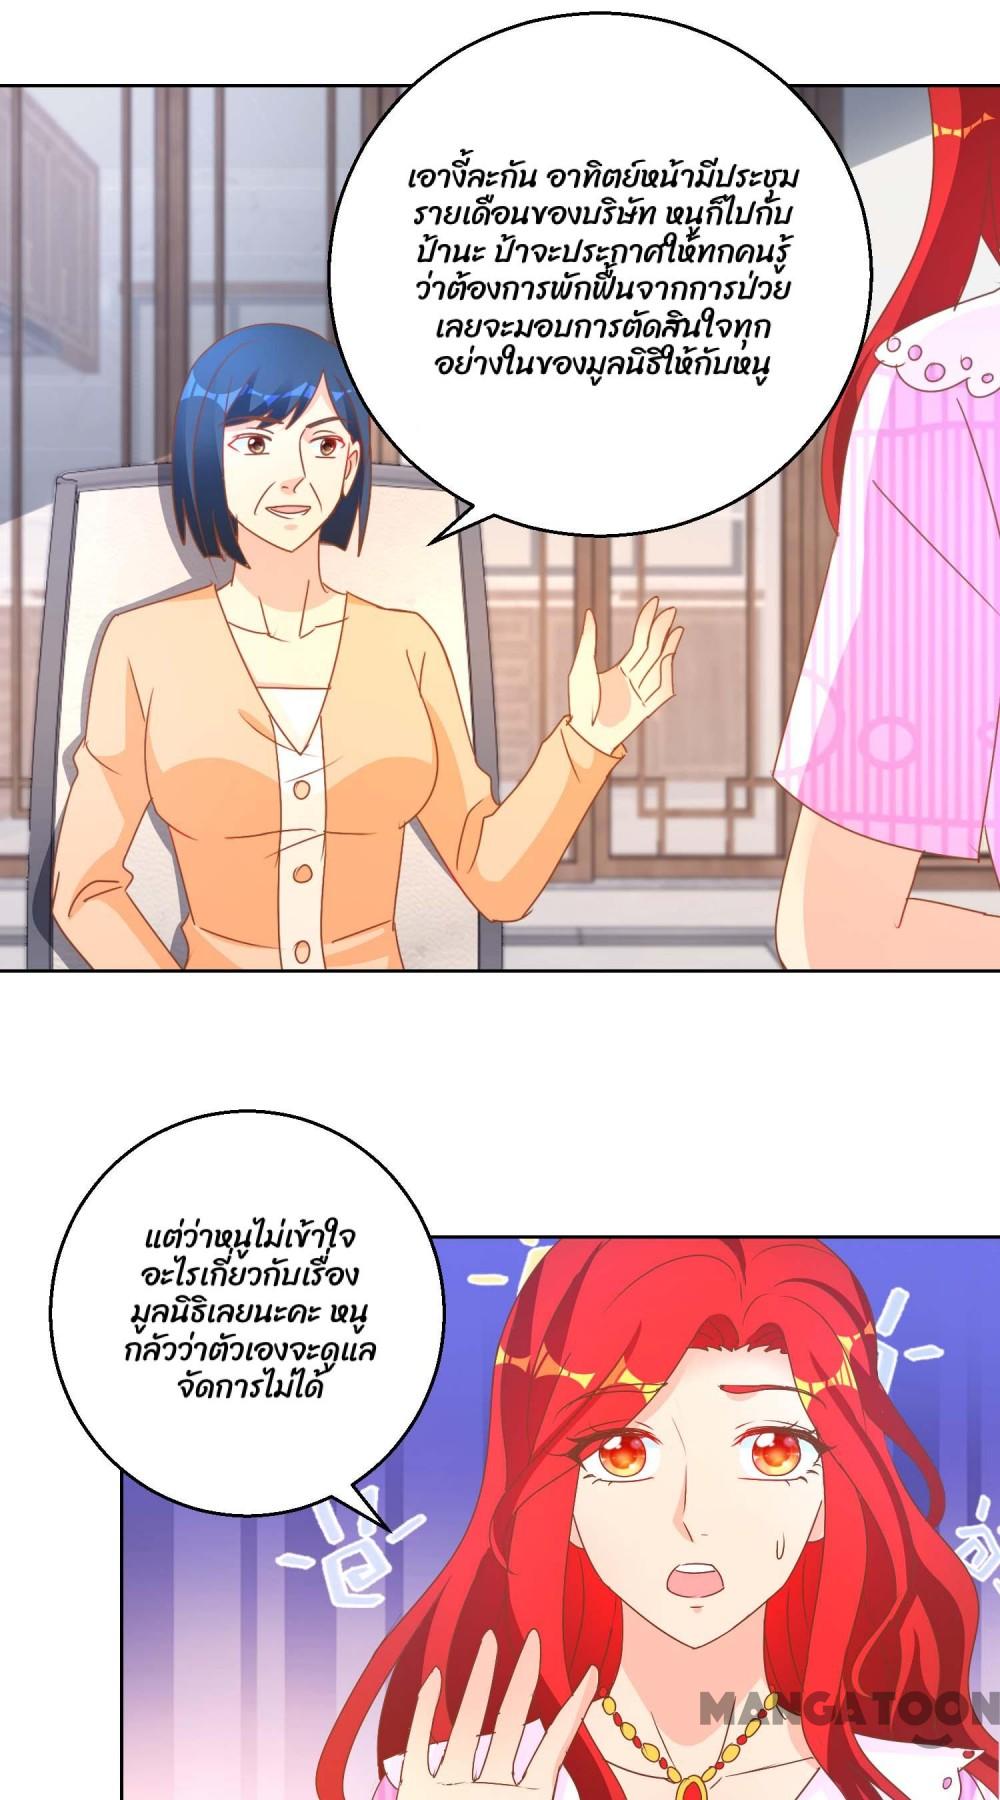 เอางี้ละกัน อาทิตย์หน้ามีประชุม
รายเดือนของบริษัท หนูก็ไปกับ
ป้านะ ป้าจะประกาศให้ทกคนรู้
ว่าต้องการพักฟื้นจากการป่วย
เลยจะมอบการตัดสินใจทุก
อย่างในของมูลนิธิให้กับหนู
แต่ว่าหนูไม่เข้าใจ
อะไรเกี่ยวกับเรื่อง
มูลนิธิเลยนะคะ หนู
กลัวว่าตัวเองจะดูแล
จัดการไม่ได้
MANGATOON